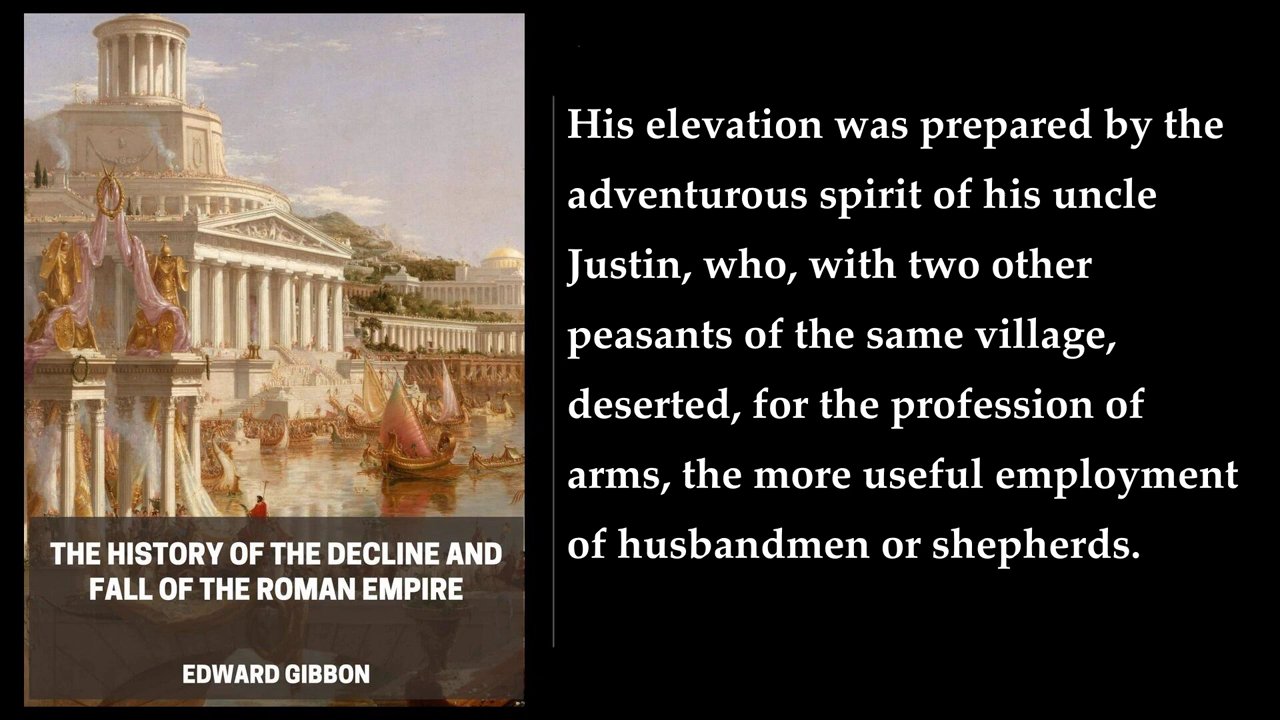 THE HISTORY OF THE DECLINE AND
FALL OF THE ROMAN EMPIRE
EDWARD GIBBON
His elevation was prepared by the
adventurous spirit of his uncle
Justin, who, with two other
peasants of the same village,
deserted, for the profession of
arms, the more useful employment
of husbandmen or shepherds.